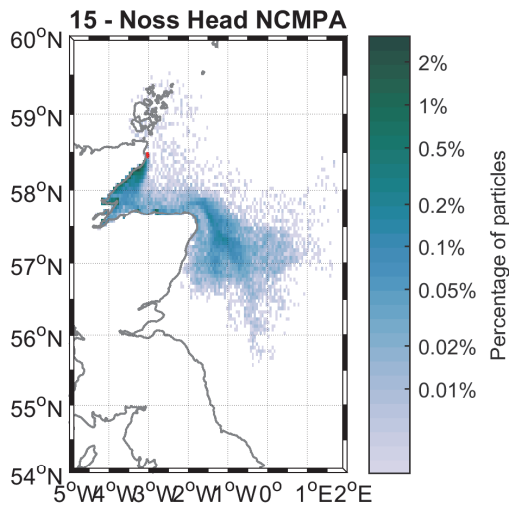 15 - Noss Head NCMPA
60°N
59°N
58°N
57°N
56°N
55°N
54°N
5°W4°W3°W2°W1°W0° 1°E2°E
2%
1%
0.5%
0.2%
0.1%
0.05%
0.02%
0.01%
Percentage of particles